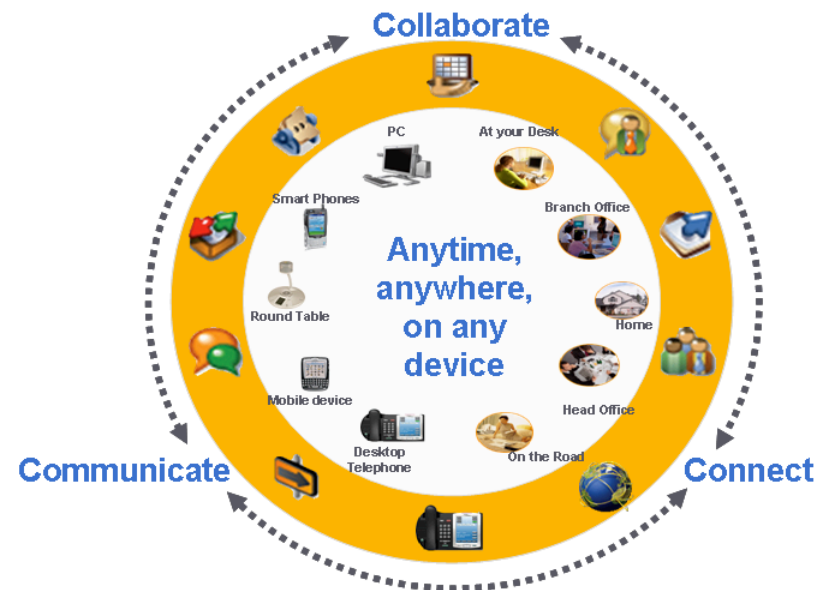 Collaborate
PC
At your Desk
Smart Phones
Branch Office
Anytime,
anywhere,
on any
device
Round Table
Home
Mobile device
Head Office
Desktop
Telephone
On the Road
Communicate
Connect